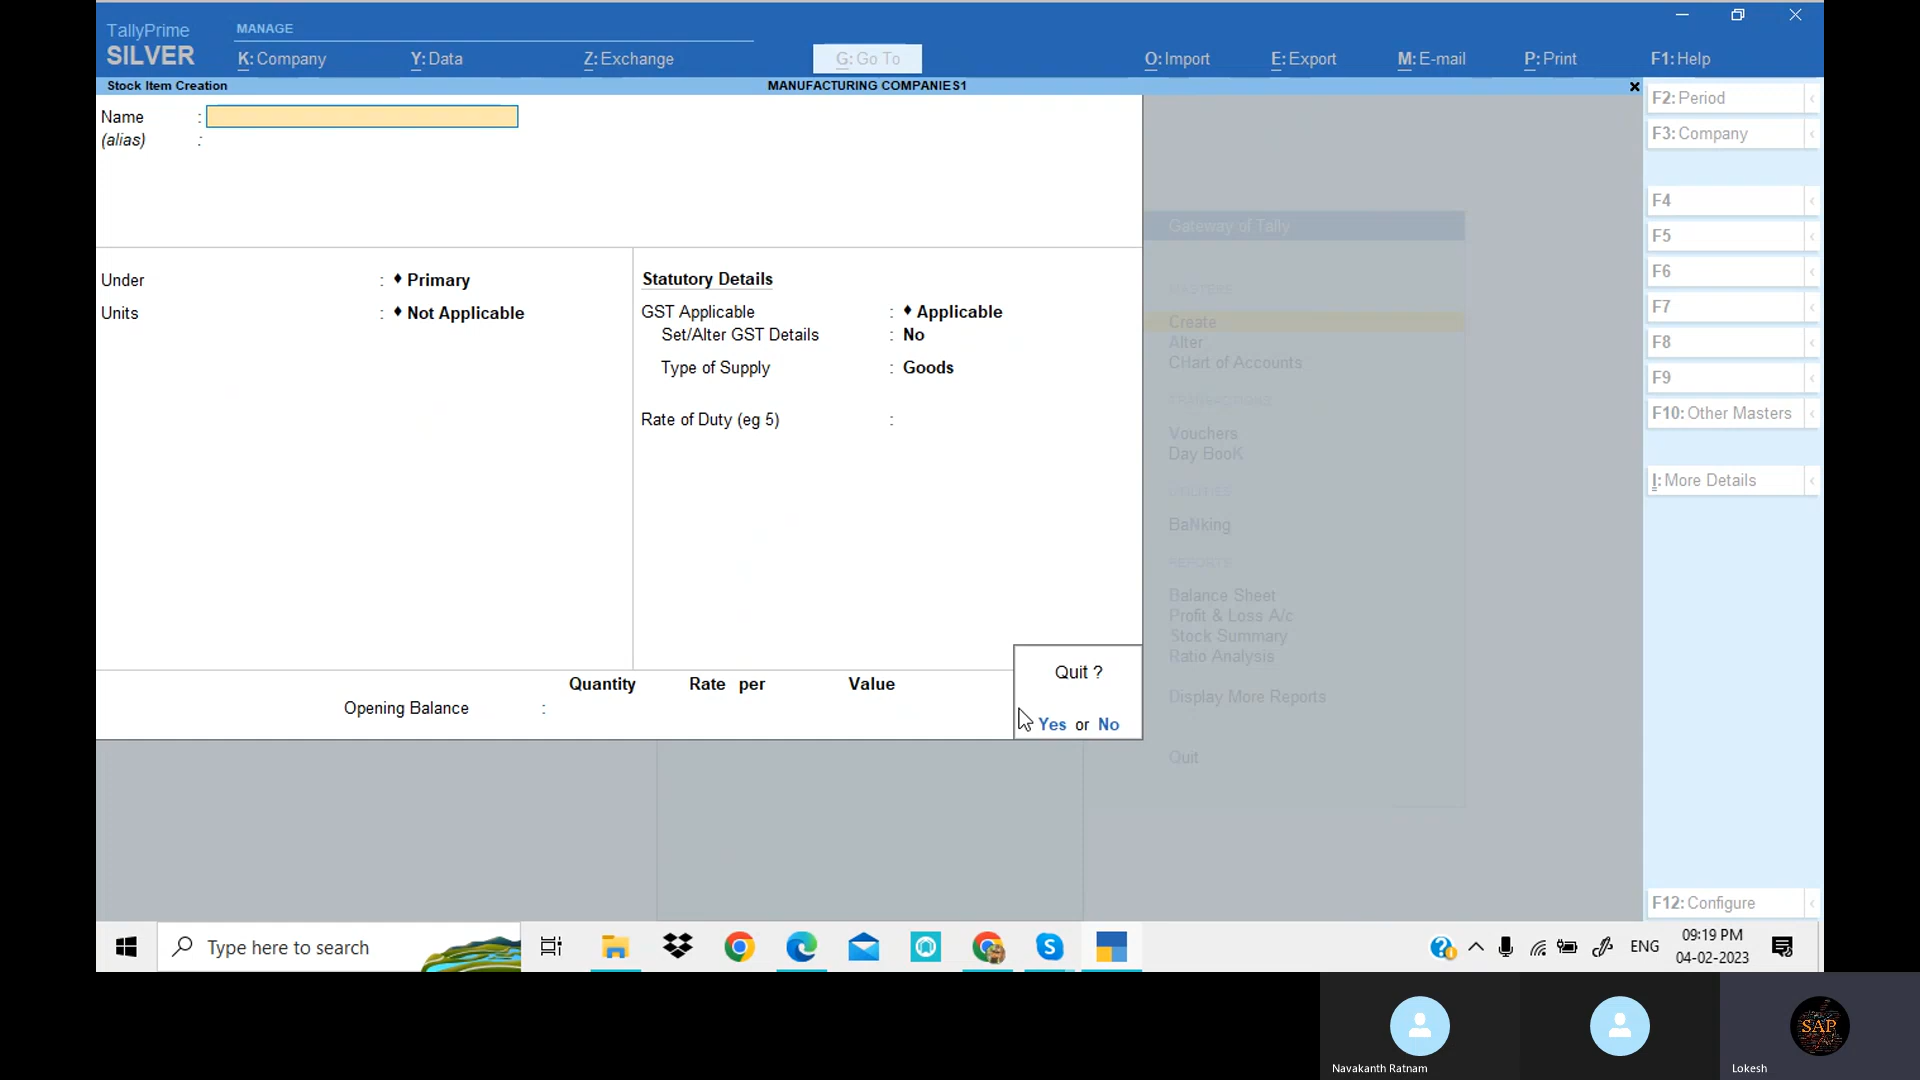 TallyPrime
SILVER
MANAGE
K: Company
Y: Data
Z: Exchange
G: Go To
O: Import
E: Export
M: E-mail
P: Print
F1: Help
Stock Item Creation
MANUFACTURING COMPANIES1
Name :
(alias) :
Under : ♦ Primary
Units : ♦ Not Applicable
Statutory Details
GST Applicable : ♦ Applicable
Set/Alter GST Details : No
Type of Supply : Goods
Rate of Duty (eg 5) :
Quantity Rate per Value
Opening Balance :
Quit ?
Yes or No
Gateway of Tally
MASTERS
Create
Alter
CHart of Accounts
TRANSACTIONS
Vouchers
Day BooK
UTILITIES
BaNking
REPORTS
Balance Sheet
Profit & Loss A/c
Stock Summary
Ratio Analysis
Display More Reports
Quit
F2: Period
F3: Company
F4
F5
F6
F7
F8
F9
F10: Other Masters
I: More Details
F12: Configure
Type here to search
ENG
09:19 PM
04-02-2023
Navakanth Ratnam
SAP
Lokesh